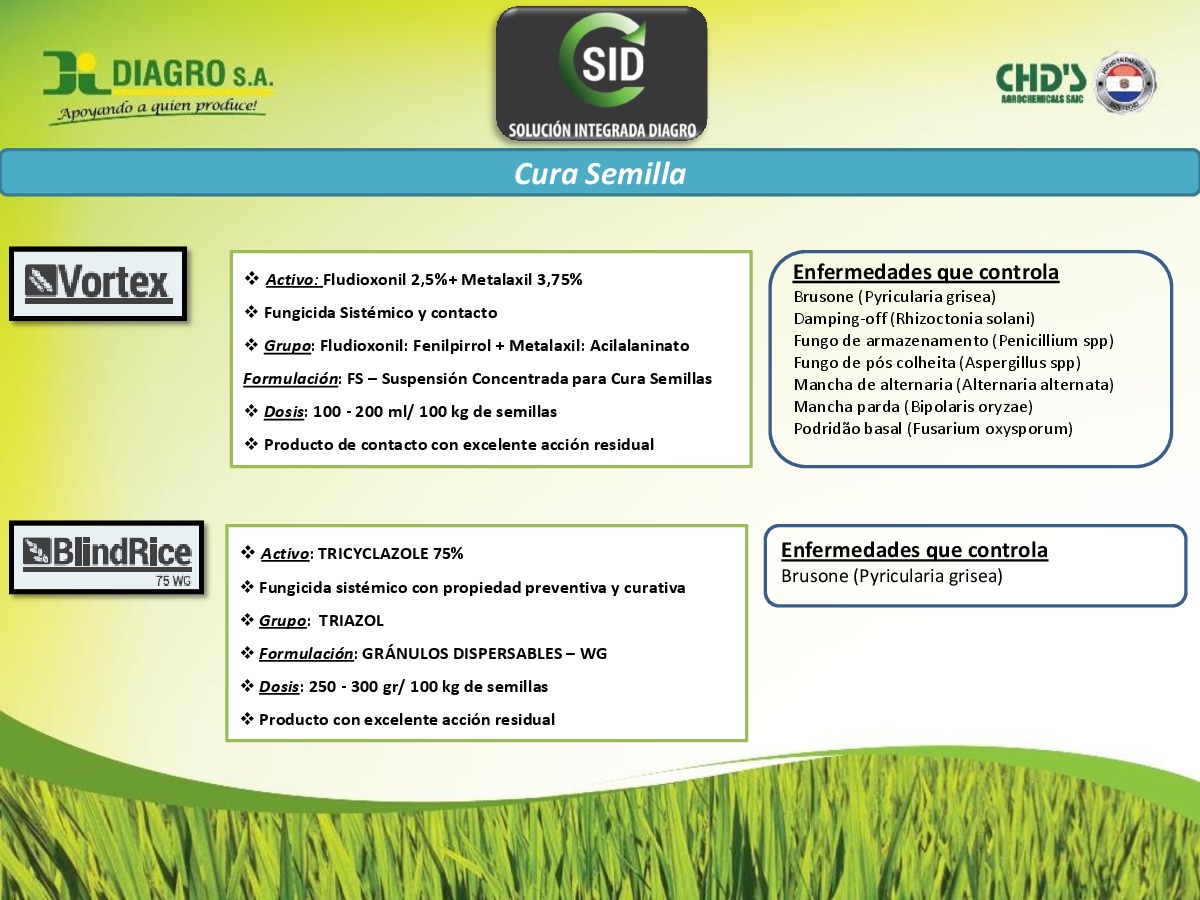 DIAGRO S.A.
Apoyando a quien produce!
SID
SOLUCIÓN INTEGRADA DIAGRO
CHD'S
AGROCHEMICALS SAIC
Cura Semilla
Vortex
❖ Activo: Fludioxonil 2,5%+ Metalaxil 3,75%
❖ Fungicida Sistémico y contacto
❖ Grupo: Fludioxonil: Fenilpirrol + Metalaxil: Acilalaninato
Formulación: FS – Suspensión Concentrada para Cura Semillas
❖ Dosis: 100 - 200 ml/ 100 kg de semillas
❖ Producto de contacto con excelente acción residual
Enfermedades que controla
Brusone (Pyricularia grisea)
Damping-off (Rhizoctonia solani)
Fungo de armazenamento (Penicillium spp)
Fungo de pós colheita (Aspergillus spp)
Mancha de alternaria (Alternaria alternata)
Mancha parda (Bipolaris oryzae)
Podridão basal (Fusarium oxysporum)
BlindRice
75 WG
❖ Activo: TRICYCLAZOLE 75%
❖ Fungicida sistémico con propiedad preventiva y curativa
❖ Grupo: TRIAZOL
❖ Formulación: GRÁNULOS DISPERSABLES – WG
❖ Dosis: 250 - 300 gr/ 100 kg de semillas
❖ Producto con excelente acción residual
Enfermedades que controla
Brusone (Pyricularia grisea)